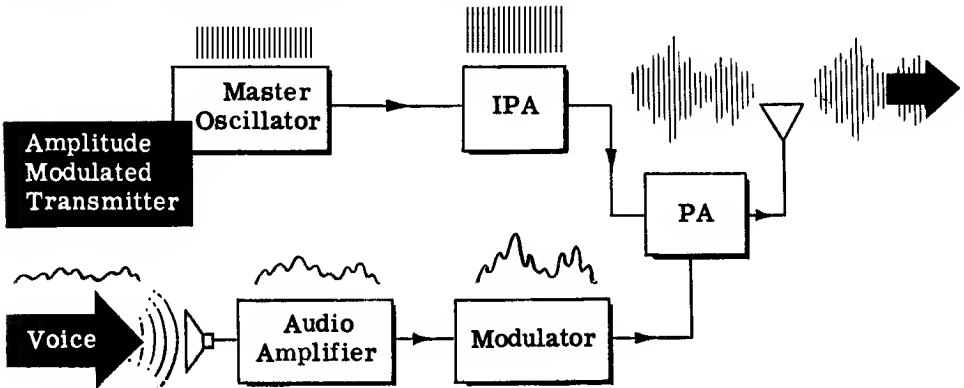 Master
Oscillator
IPA
Amplitude
Modulated
Transmitter
PA
Voice
Audio
Amplifier
Modulator